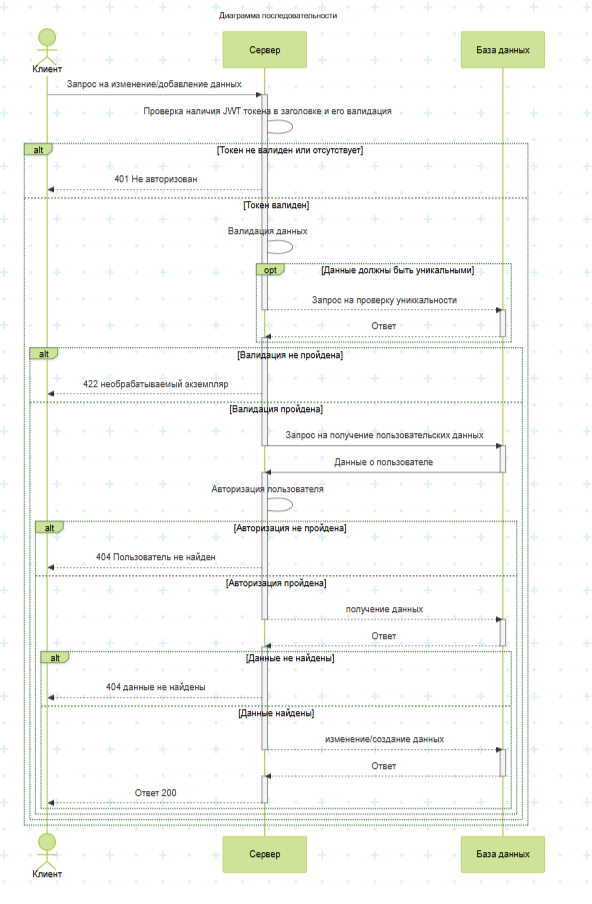 Диаграмма последовательности
Сервер
База данных
Клиент
Запрос на изменение/добавление данных
Проверка наличия JWT токена в заголовке и его валидация
alt
[Токен не валиден или отсутствует]
401 Не авторизован
[Токен валиден]
Валидация данных
opt
[Данные должны быть уникальными]
Запрос на проверку униккальности
Ответ
alt
[Валидация не пройдена]
422 необрабатываемый экземпляр
[Валидация пройдена]
Запрос на получение пользовательских данных
Данные о пользователе
Авторизация пользователя
alt
[Авторизация не пройдена]
404 Пользователь не найден
[Авторизация пройдена]
получение данных
Ответ
alt
[Данные не найдены]
404 данные не найдены
[Данные найдены]
изменение/создание данных
Ответ
Ответ 200
Сервер
База данных
Клиент